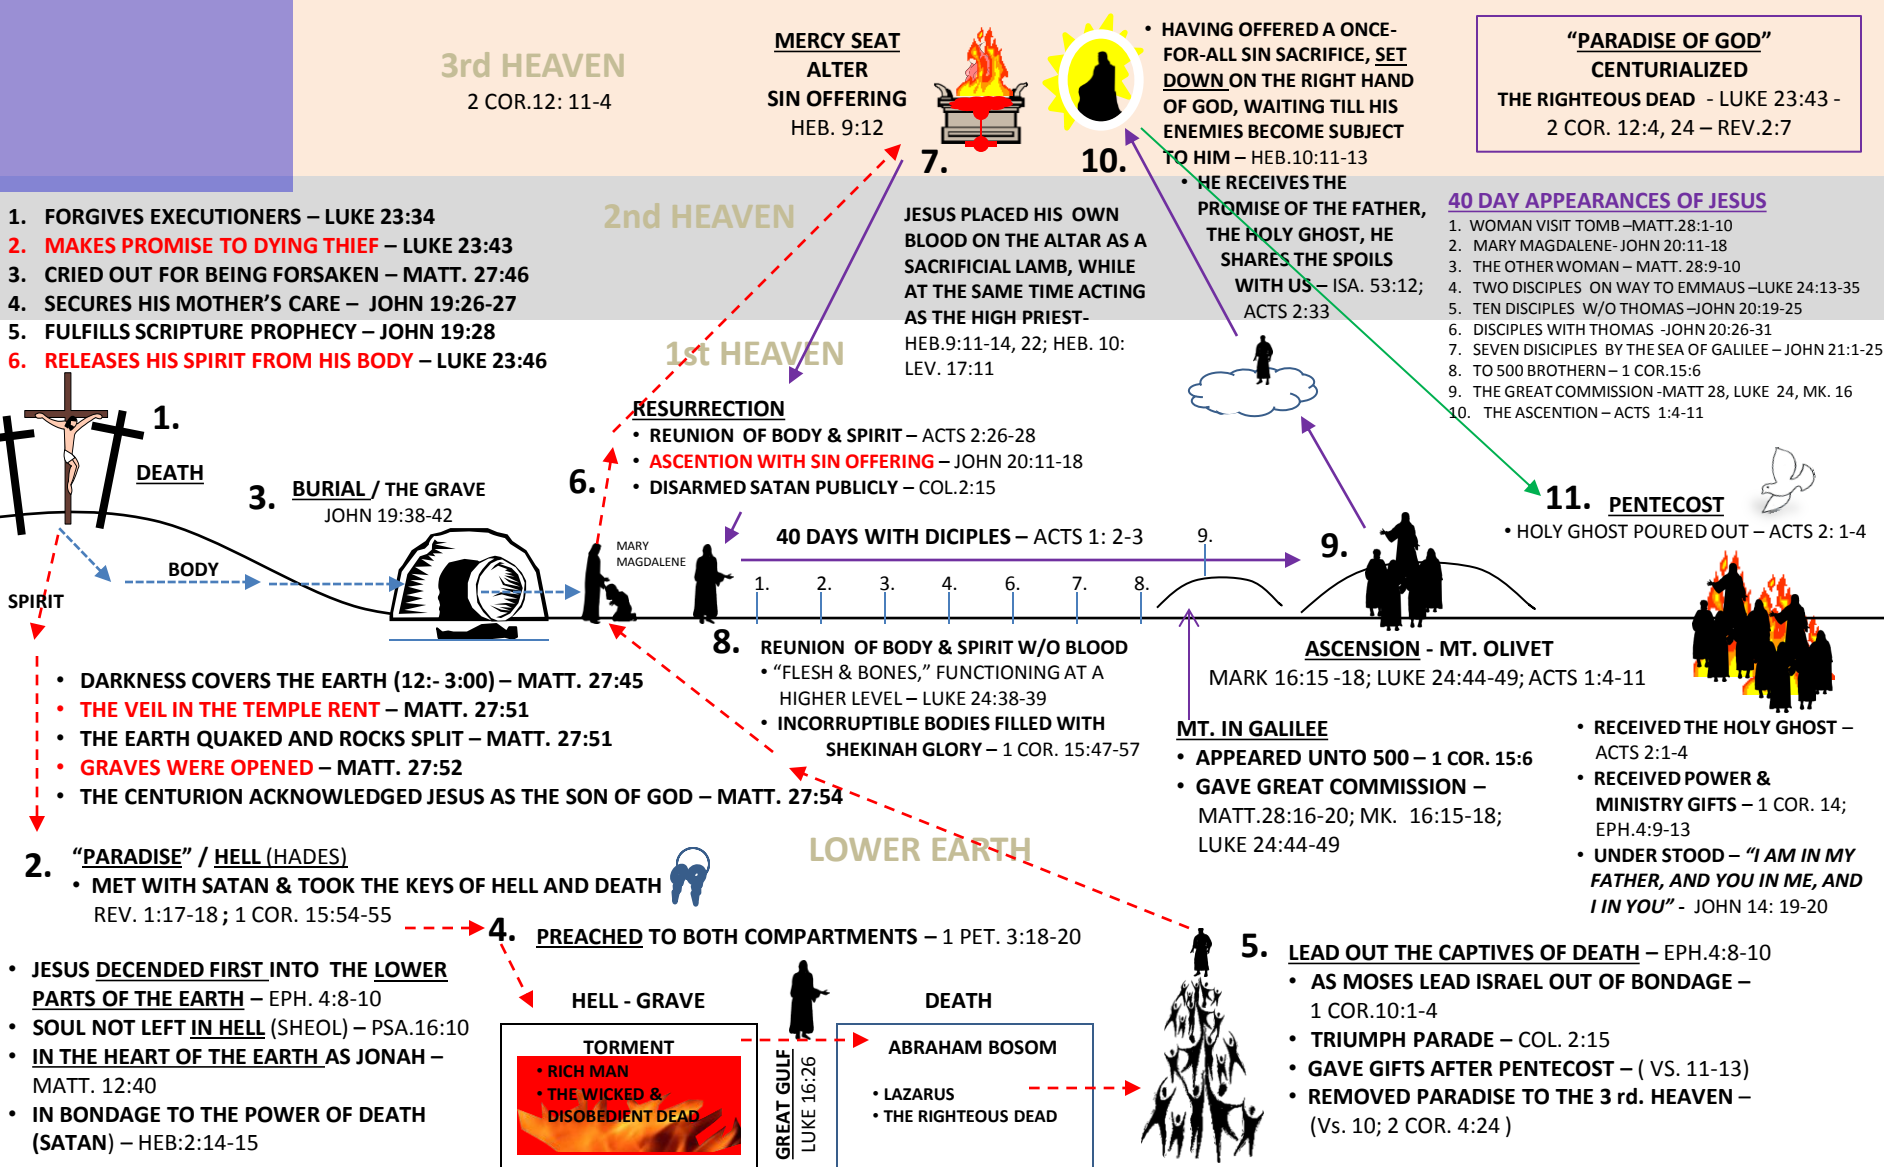 3rd HEAVEN
2 COR.12: 11-4
MERCY SEAT
ALTER
SIN OFFERING
HEB. 9:12
7.
10.
• HAVING OFFERED A ONCE-
FOR-ALL SIN SACRIFICE, SET
DOWN ON THE RIGHT HAND
OF GOD, WAITING TILL HIS
ENEMIES BECOME SUBJECT
TO HIM – HEB.10:11-13
• HE RECEIVES THE
PROMISE OF THE FATHER,
THE HOLY GHOST, HE
SHARES THE SPOILS
WITH US – ISA. 53:12;
ACTS 2:33
"PARADISE OF GOD"
CENTURIALIZED
THE RIGHTEOUS DEAD - LUKE 23:43 -
2 COR. 12:4, 24 – REV.2:7
1. FORGIVES EXECUTIONERS – LUKE 23:34
2. MAKES PROMISE TO DYING THIEF – LUKE 23:43
3. CRIED OUT FOR BEING FORSAKEN – MATT. 27:46
4. SECURES HIS MOTHER'S CARE – JOHN 19:26-27
5. FULFILLS SCRIPTURE PROPHECY – JOHN 19:28
6. RELEASES HIS SPIRIT FROM HIS BODY – LUKE 23:46
2nd HEAVEN
JESUS PLACED HIS OWN
BLOOD ON THE ALTAR AS A
SACRIFICIAL LAMB, WHILE
AT THE SAME TIME ACTING
AS THE HIGH PRIEST-
HEB.9:11-14, 22; HEB. 10:
LEV. 17:11
40 DAY APPEARANCES OF JESUS
1. WOMAN VISIT TOMB –MATT.28:1-10
2. MARY MAGDALENE- JOHN 20:11-18
3. THE OTHER WOMAN – MATT. 28:9-10
4. TWO DISCIPLES ON WAY TO EMMAUS –LUKE 24:13-35
5. TEN DISCIPLES W/O THOMAS –JOHN 20:19-25
6. DISCIPLES WITH THOMAS -JOHN 20:26-31
7. SEVEN DISICIPLES BY THE SEA OF GALILEE – JOHN 21:1-25
8. TO 500 BROTHERN – 1 COR.15:6
9. THE GREAT COMMISSION -MATT 28, LUKE 24, MK. 16
10. THE ASCENTION – ACTS 1:4-11
1st HEAVEN
1.
DEATH
3. BURIAL / THE GRAVE
JOHN 19:38-42
6.
RESURRECTION
• REUNION OF BODY & SPIRIT – ACTS 2:26-28
• ASCENTION WITH SIN OFFERING – JOHN 20:11-18
• DISARMED SATAN PUBLICLY – COL.2:15
11. PENTECOST
• HOLY GHOST POURED OUT – ACTS 2: 1-4
MARY
MAGDALENE
40 DAYS WITH DICIPLES – ACTS 1: 2-3
9.
9.
BODY
SPIRIT
1. 2. 3. 4. 6. 7. 8.
8. REUNION OF BODY & SPIRIT W/O BLOOD
• "FLESH & BONES," FUNCTIONING AT A
HIGHER LEVEL – LUKE 24:38-39
• INCORRUPTIBLE BODIES FILLED WITH
SHEKINAH GLORY – 1 COR. 15:47-57
ASCENSION - MT. OLIVET
MARK 16:15 -18; LUKE 24:44-49; ACTS 1:4-11
• DARKNESS COVERS THE EARTH (12:- 3:00) – MATT. 27:45
• THE VEIL IN THE TEMPLE RENT – MATT. 27:51
• THE EARTH QUAKED AND ROCKS SPLIT – MATT. 27:51
• GRAVES WERE OPENED – MATT. 27:52
• THE CENTURION ACKNOWLEDGED JESUS AS THE SON OF GOD – MATT. 27:54
MT. IN GALILEE
• APPEARED UNTO 500 – 1 COR. 15:6
• GAVE GREAT COMMISSION –
MATT.28:16-20; MK. 16:15-18;
LUKE 24:44-49
• RECEIVED THE HOLY GHOST –
ACTS 2:1-4
• RECEIVED POWER &
MINISTRY GIFTS – 1 COR. 14;
EPH.4:9-13
• UNDER STOOD – "I AM IN MY
FATHER, AND YOU IN ME, AND
I IN YOU" - JOHN 14: 19-20
LOWER EARTH
2. "PARADISE" / HELL (HADES)
• MET WITH SATAN & TOOK THE KEYS OF HELL AND DEATH
REV. 1:17-18 ; 1 COR. 15:54-55
4. PREACHED TO BOTH COMPARTMENTS – 1 PET. 3:18-20
• JESUS DECENDED FIRST INTO THE LOWER
PARTS OF THE EARTH – EPH. 4:8-10
• SOUL NOT LEFT IN HELL (SHEOL) – PSA.16:10
• IN THE HEART OF THE EARTH AS JONAH –
MATT. 12:40
• IN BONDAGE TO THE POWER OF DEATH
(SATAN) – HEB:2:14-15
HELL - GRAVE
TORMENT
• RICH MAN
• THE WICKED &
DISOBEDIENT DEAD
GREAT GULF
LUKE 16:26
DEATH
ABRAHAM BOSOM
• LAZARUS
• THE RIGHTEOUS DEAD
5. LEAD OUT THE CAPTIVES OF DEATH – EPH.4:8-10
• AS MOSES LEAD ISRAEL OUT OF BONDAGE –
1 COR.10:1-4
• TRIUMPH PARADE – COL. 2:15
• GAVE GIFTS AFTER PENTECOST – ( VS. 11-13)
• REMOVED PARADISE TO THE 3 rd. HEAVEN –
(Vs. 10; 2 COR. 4:24 )